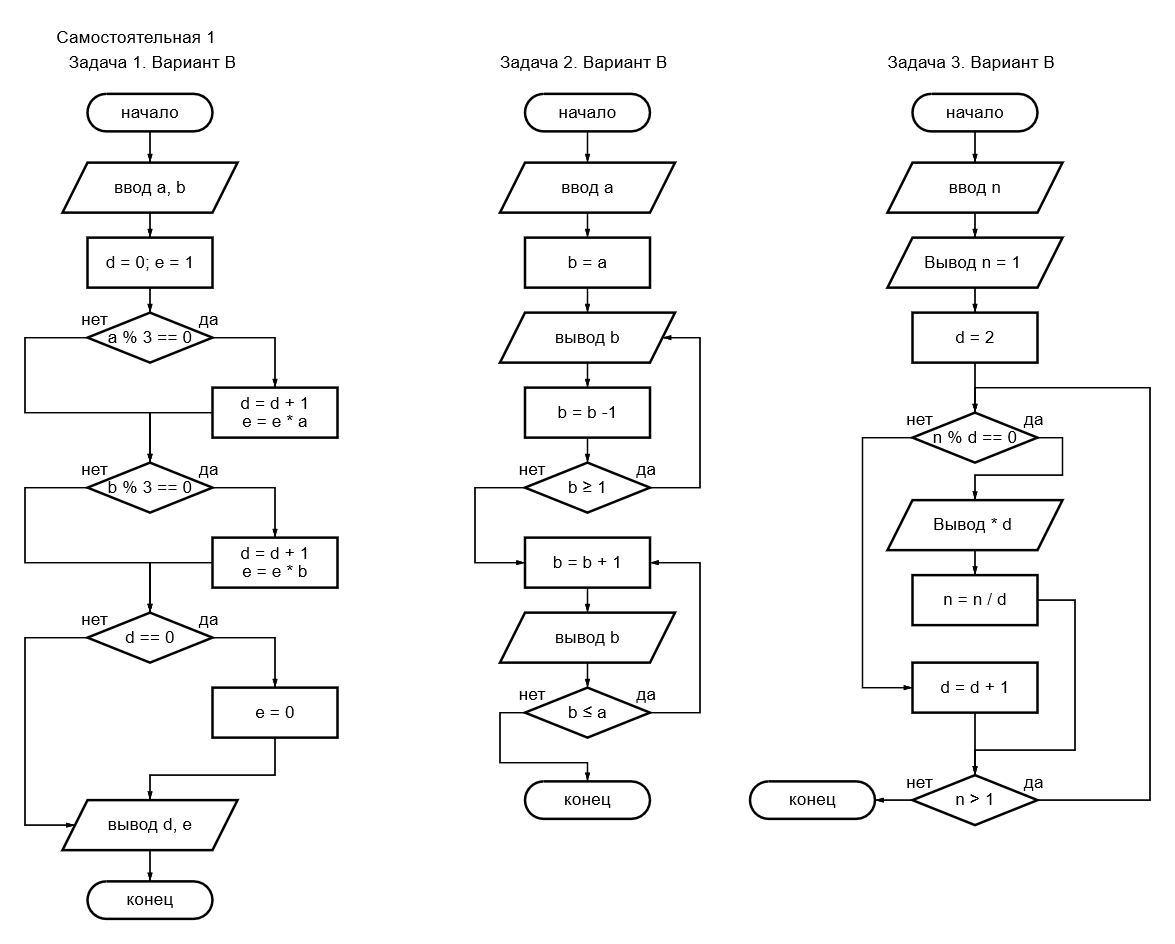 Самостоятельная 1
Задача 1. Вариант В
начало
ввод a, b
d = 0; e = 1
нет
да
a % 3 == 0
d = d + 1
e = e * a
нет
да
b % 3 == 0
d = d + 1
e = e * b
нет
да
d == 0
e = 0
вывод d, e
конец
Задача 2. Вариант В
начало
ввод a
b = a
вывод b
b = b -1
нет
да
b ≥ 1
b = b + 1
вывод b
нет
да
b ≤ a
конец
Задача 3. Вариант В
начало
ввод n
Вывод n = 1
d = 2
нет
да
n % d == 0
Вывод * d
n = n / d
d = d + 1
нет
да
n > 1
конец